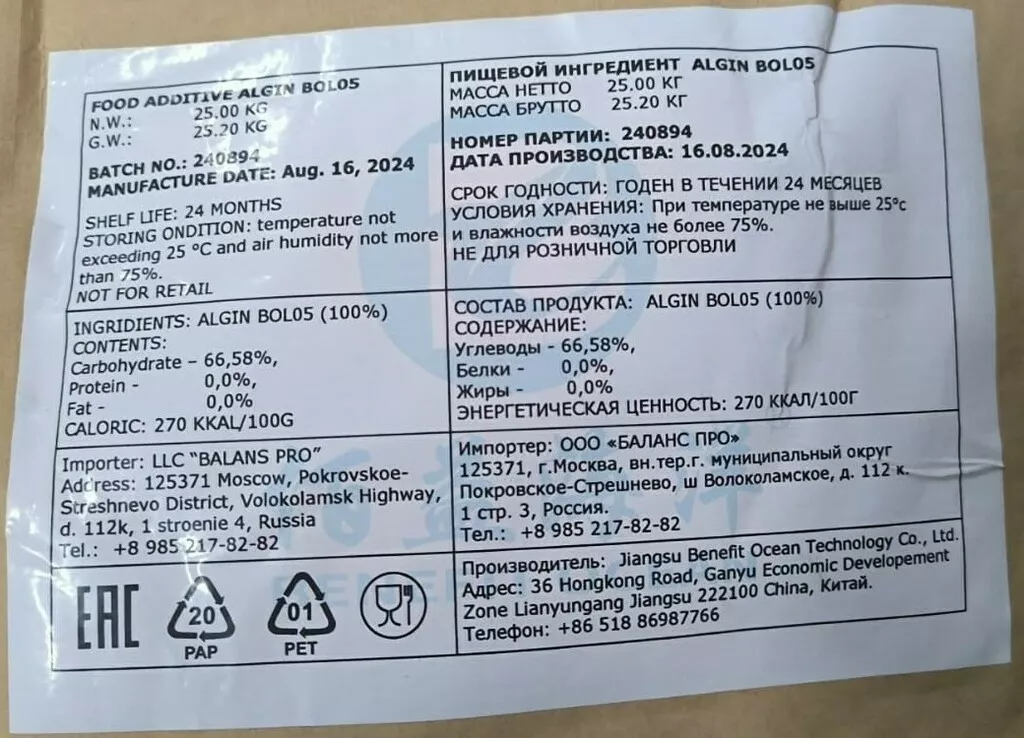 FOOD ADDITIVE ALGIN BOL05
N.W.: 25.00 KG
G.W.: 25.20 KG
BATCH NO.: 240894
MANUFACTURE DATE: Aug. 16, 2024
SHELF LIFE: 24 MONTHS
STORING ONDITION: temperature not
exceeding 25 °C and air humidity not more
than 75%.
NOT FOR RETAIL
INGRIDIENTS: ALGIN BOL05 (100%)
CONTENTS:
Carbohydrate – 66,58%,
Protein - 0,0%,
Fat - 0,0%
CALORIC: 270 KKAL/100G
Importer: LLC "BALANS PRO"
Address: 125371 Moscow, Pokrovskoe-
Streshnevo District, Volokolamsk Highway,
d. 112k, 1 stroenie 4, Russia
Tel.: +8 985 217-82-82
EAC
20
PAP
01
PET
ПИЩЕВОЙ ИНГРЕДИЕНТ ALGIN BOL05
МАССА НЕТТО 25.00 КГ
МАССА БРУТТО 25.20 КГ
НОМЕР ПАРТИИ: 240894
ДАТА ПРОИЗВОДСТВА: 16.08.2024
СРОК ГОДНОСТИ: ГОДЕН В ТЕЧЕНИИ 24 МЕСЯЦЕВ
УСЛОВИЯ ХРАНЕНИЯ: При температуре не выше 25°с
и влажности воздуха не более 75%.
НЕ ДЛЯ РОЗНИЧНОЙ ТОРГОВЛИ
СОСТАВ ПРОДУКТА: ALGIN BOL05 (100%)
СОДЕРЖАНИЕ:
Углеводы - 66,58%,
Белки - 0,0%,
Жиры - 0,0%
ЭНЕРГЕТИЧЕСКАЯ ЦЕННОСТЬ: 270 ККАЛ/100Г
Импортер: ООО «БАЛАНС ПРО»
125371, г.Москва, вн.тер.г. муниципальный округ
Покровское-Стрешнево, ш Волоколамское, д. 112 к.
1 стр. 3, Россия.
Тел.: +8 985 217-82-82
Производитель: Jiangsu Benefit Ocean Technology Co., Ltd.
Адрес: 36 Hongkong Road, Ganyu Economic Developement
Zone Lianyungang Jiangsu 222100 China, Китай.
Телефон: +86 518 86987766